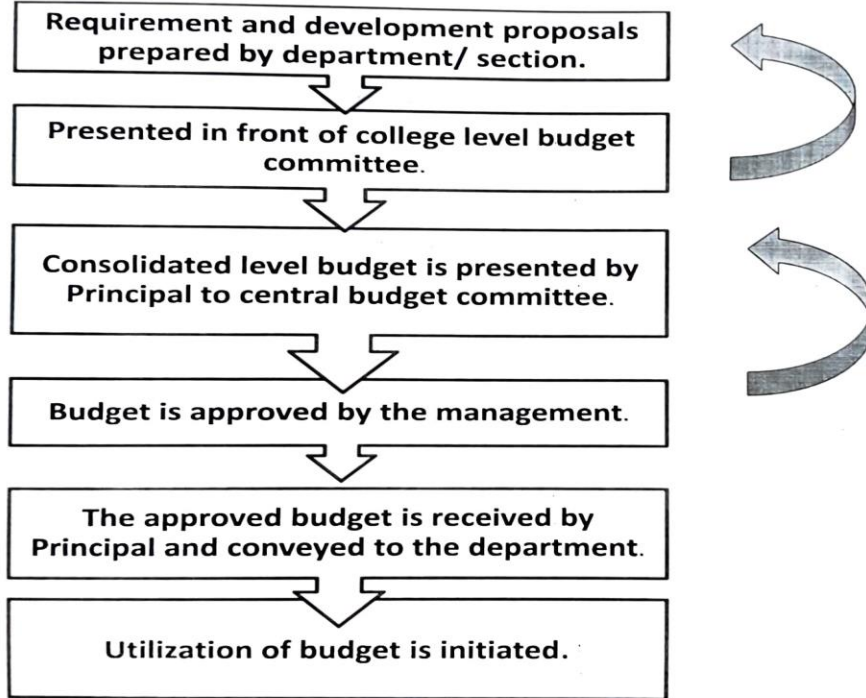 Requirement and development proposals
prepared by department/ section.
Presented in front of college level budget
committee.
Consolidated level budget is presented by
Principal to central budget committee.
Budget is approved by the management.
The approved budget is received by
Principal and conveyed to the department.
Utilization of budget is initiated.